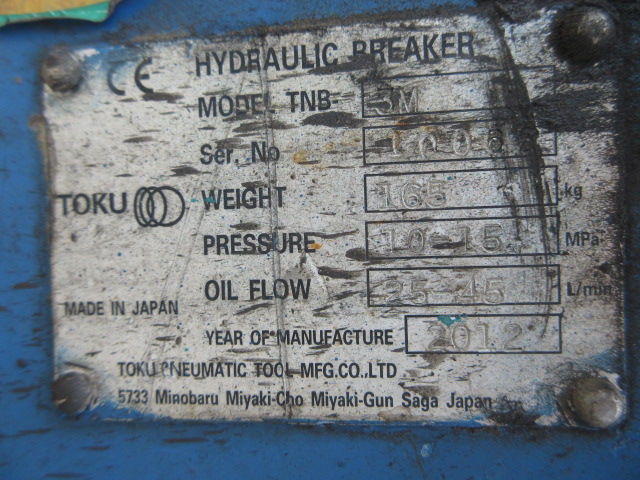 CE HYDRAULIC BREAKER
MODEL TNB- 3M
Ser. No
TOKU WEIGHT 165 kg
PRESSURE 10-15 MPa
OIL FLOW 25-45 L/min
MADE IN JAPAN
YEAR OF MANUFACTURE 2012
TOKU PNEUMATIC TOOL MFG.CO.,LTD
5733 Minobaru Miyaki-Cho Miyaki-Gun Saga Japan